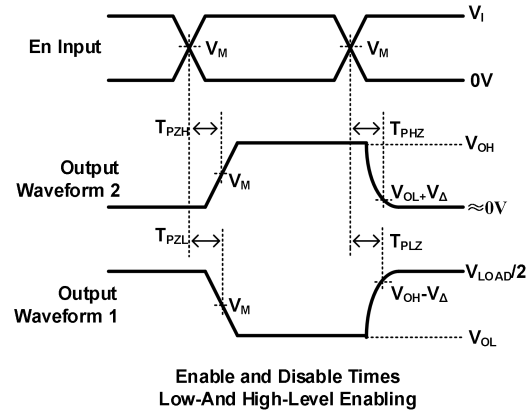 V_I
En Input
V_M
V_M
0V
T_PZH
T_PHZ
V_OH
Output
Waveform 2
V_M
V_OL+V_Δ
≈0V
T_PZL
T_PLZ
V_LOAD/2
Output
Waveform 1
V_M
V_OH-V_Δ
V_OL
Enable and Disable Times
Low-And High-Level Enabling